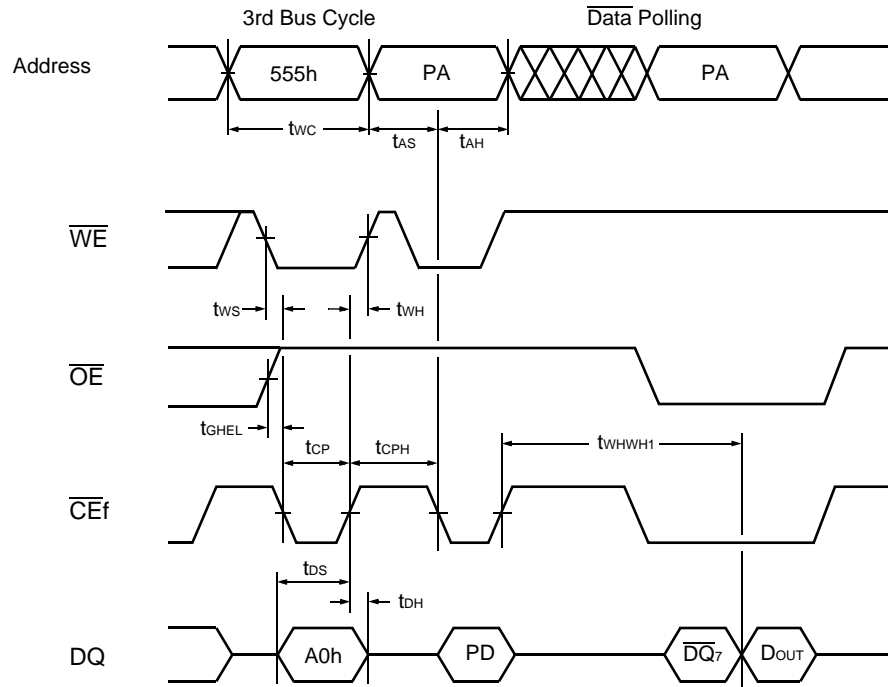 3rd Bus Cycle
Data Polling
Address
555h
PA
PA
tWC
tAS
tAH
WE
tWS
tWH
OE
tGHEL
tCP
tCPH
tWHWH1
CEf
tDS
tDH
DQ
A0h
PD
DQ7
DOUT